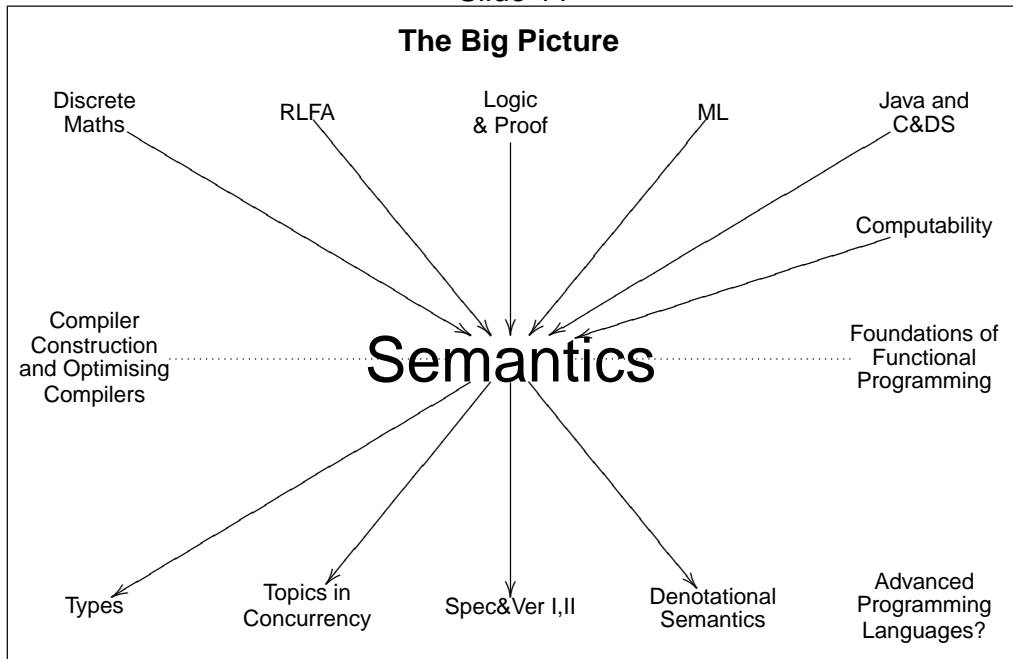 The Big Picture
Discrete
Maths
RLFA
Logic
& Proof
ML
Java and
C&DS
Computability
Compiler
Construction
and Optimising
Compilers
Semantics
Foundations of
Functional
Programming
Types
Topics in
Concurrency
Spec&Ver I,II
Denotational
Semantics
Advanced
Programming
Languages?